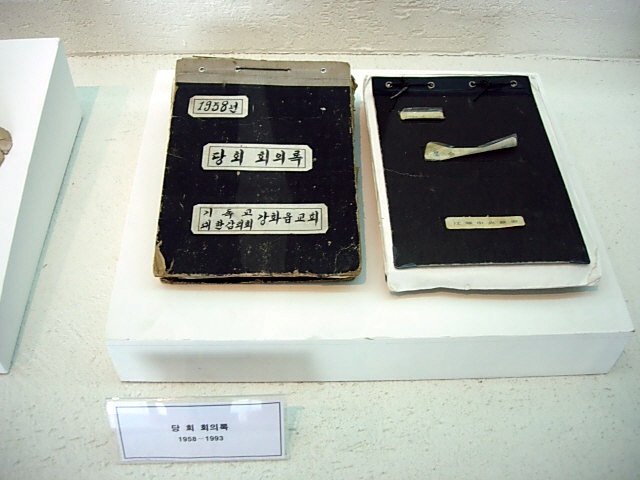 1958년
당회 회의록
기독교
대한감리회 강화읍교회
당 회 회의록
1958-1993